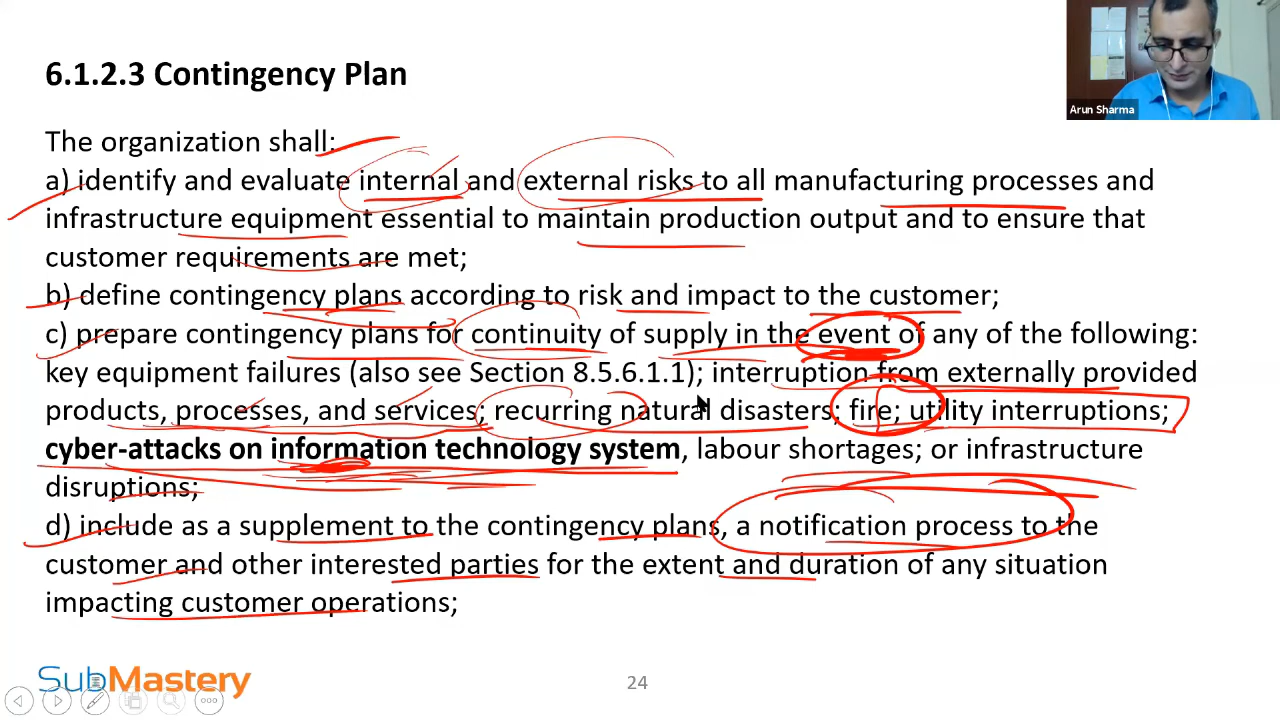 6.1.2.3 Contingency Plan
Arun Sharma
The organization shall:
a) identify and evaluate internal and external risks to all manufacturing processes and
infrastructure equipment essential to maintain production output and to ensure that
customer requirements are met;
b) define contingency plans according to risk and impact to the customer;
c) prepare contingency plans for continuity of supply in the event of any of the following:
key equipment failures (also see Section 8.5.6.1.1); interruption from externally provided
products, processes, and services; recurring natural disasters; fire; utility interruptions;
cyber-attacks on information technology system, labour shortages; or infrastructure
disruptions;
d) include as a supplement to the contingency plans, a notification process to the
customer and other interested parties for the extent and duration of any situation
impacting customer operations;
SubMastery
24